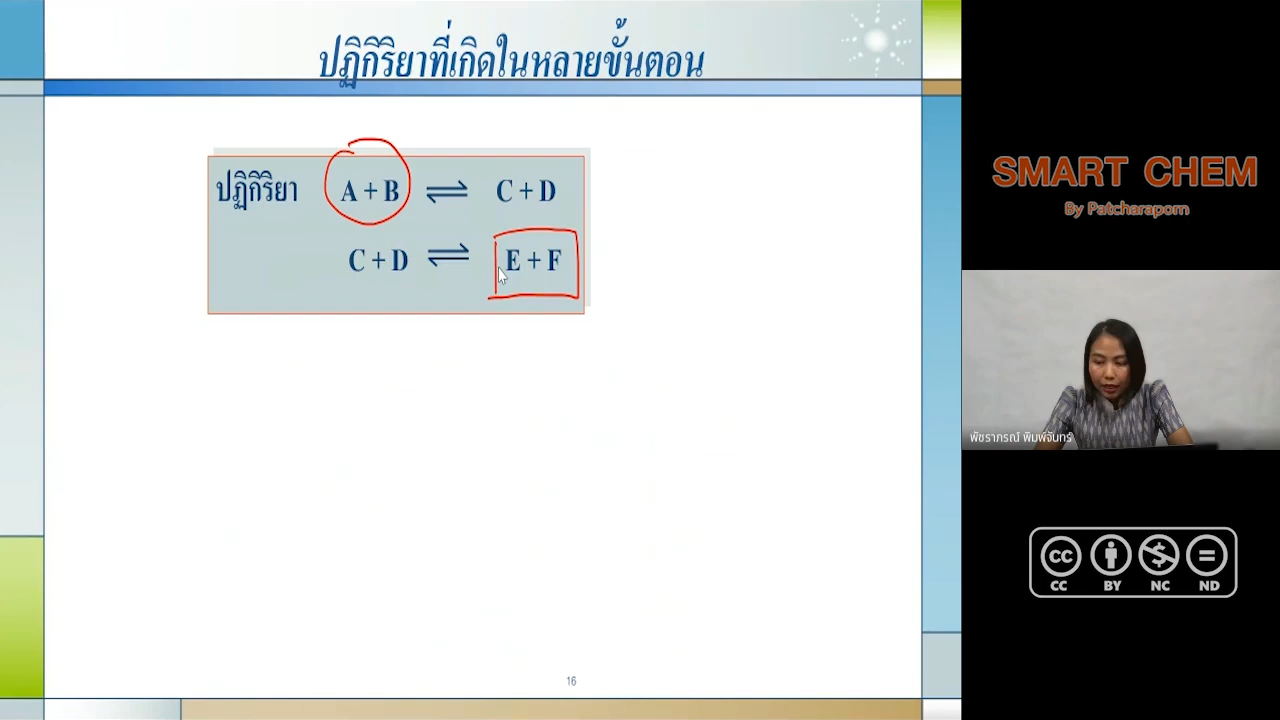 ปฏิกิริยาที่เกิดในหลายขั้นตอน
ปฏิกิริยา A + B ⇌ C + D
C + D ⇌ E + F
16
SMART CHEM
By Patcharaporn
พัชราภรณ์ พิมพ์จันทร์
CC BY NC ND